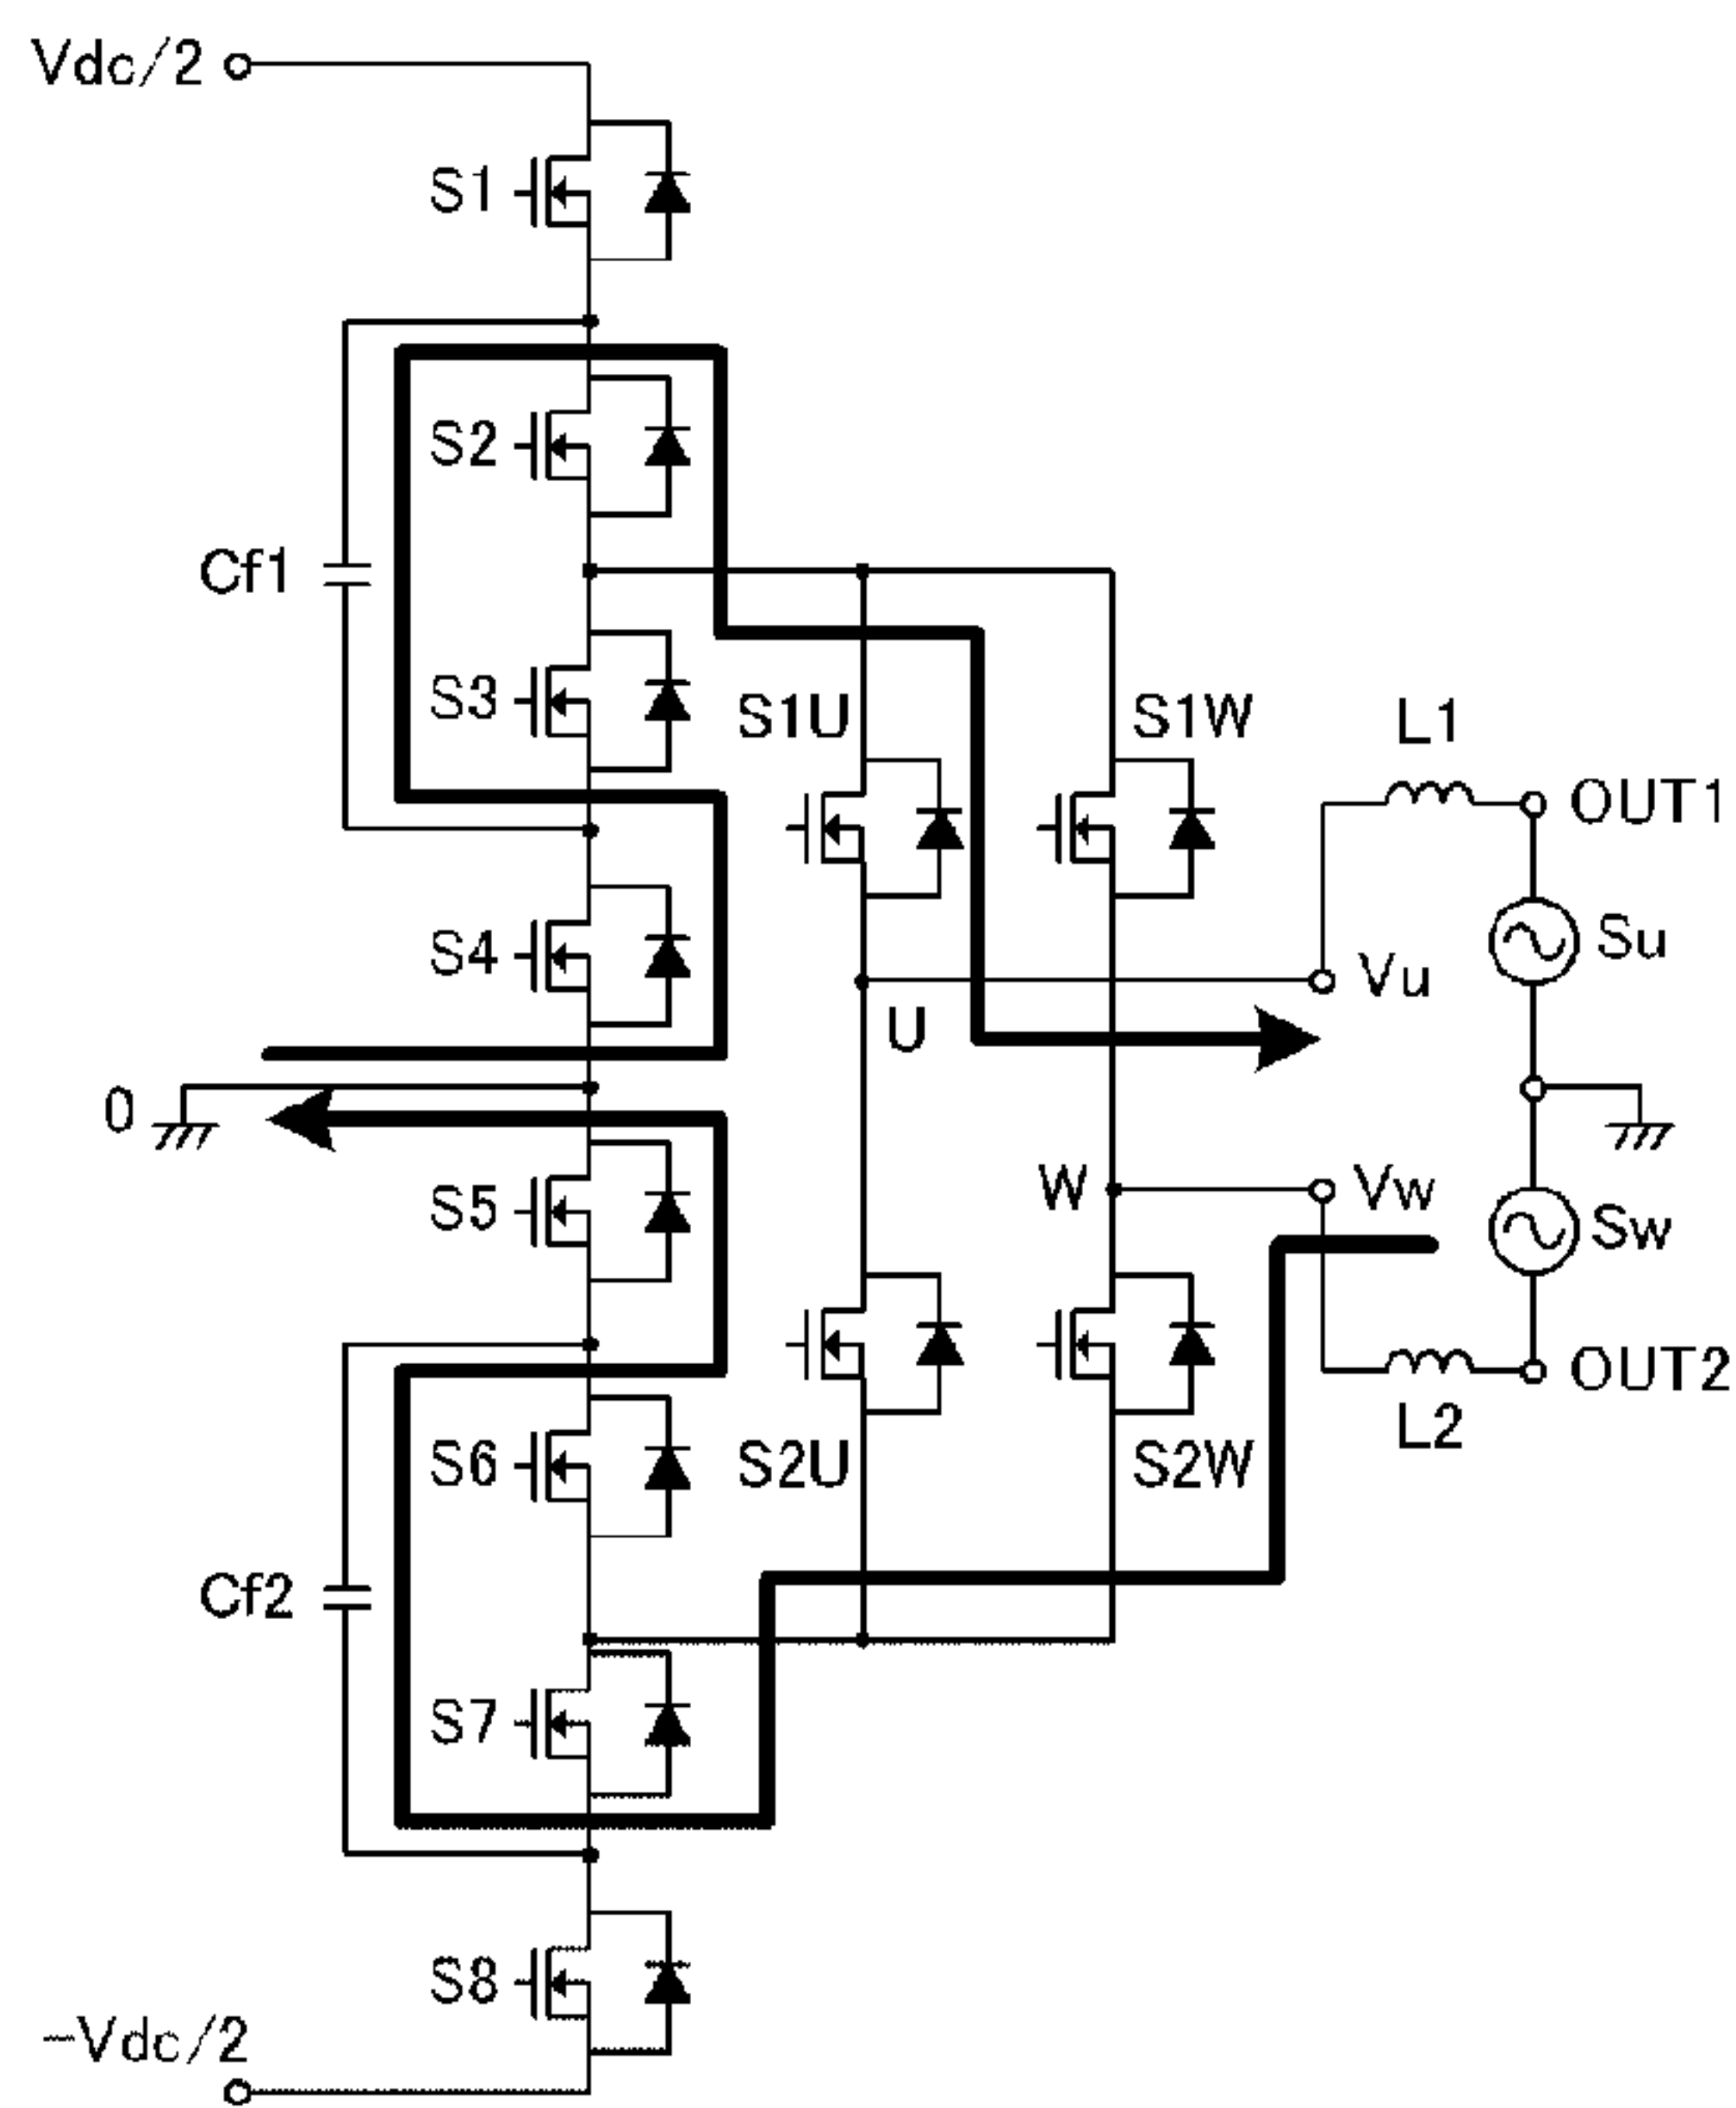 Vdc/2
S1
S2
Cf1
S3
S1U
S1W
L1
OUT1
S4
Su
Vu
U
0
W
Vw
S5
Sw
OUT2
L2
S6
S2U
S2W
Cf2
S7
S8
-Vdc/2